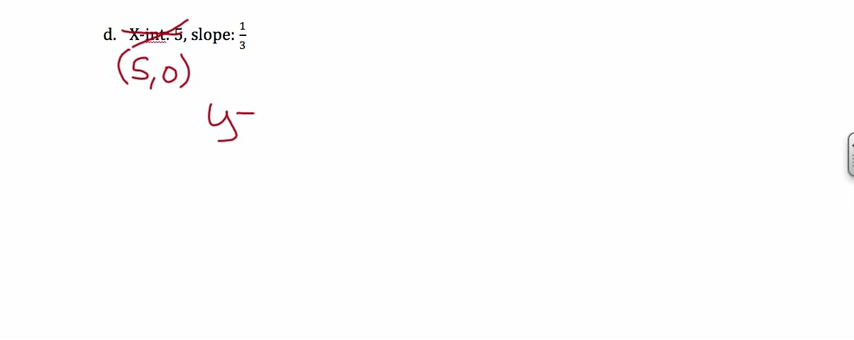 d. X-int: 5, slope: 1/3
(5,0)
y-